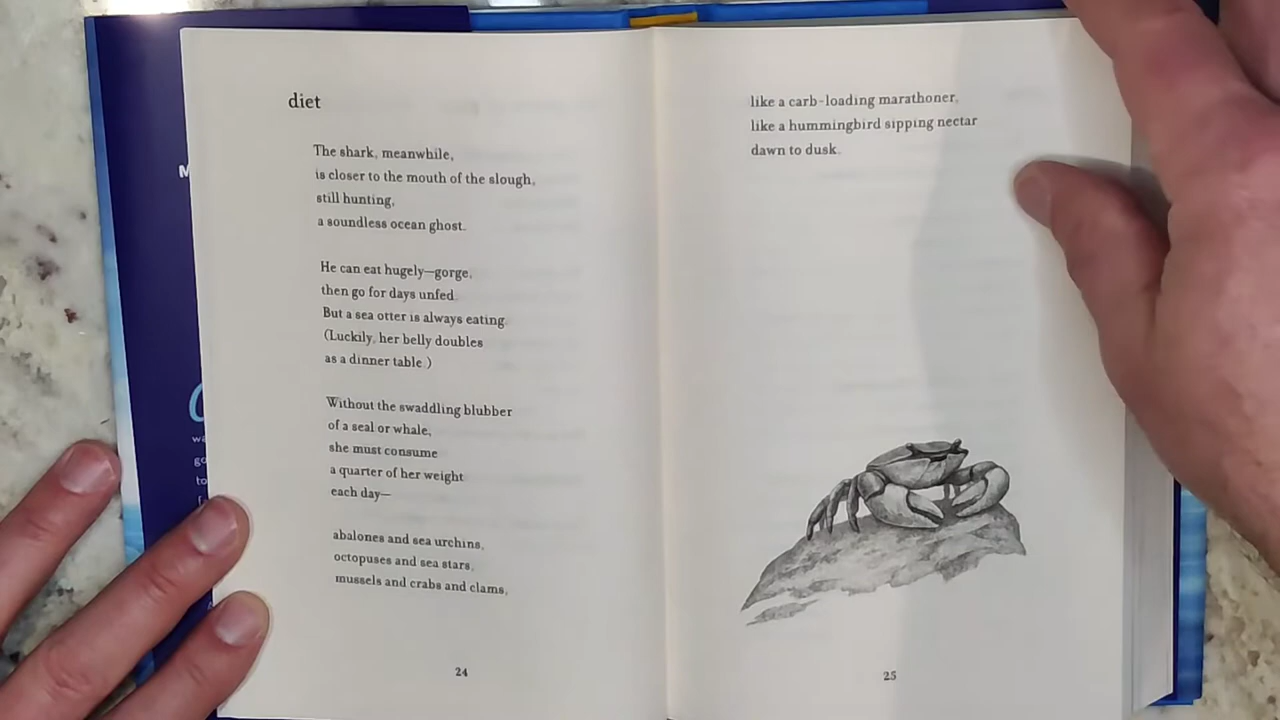 diet
The shark, meanwhile,
is closer to the mouth of the slough,
still hunting,
a soundless ocean ghost.
He can eat hugely—gorge,
then go for days unfed.
But a sea otter is always eating.
(Luckily, her belly doubles
as a dinner table.)
Without the swaddling blubber
of a seal or whale,
she must consume
a quarter of her weight
each day—
abalones and sea urchins,
octopuses and sea stars,
mussels and crabs and clams,
24
like a carb-loading marathoner,
like a hummingbird sipping nectar
dawn to dusk.
25
M
wa
go
to